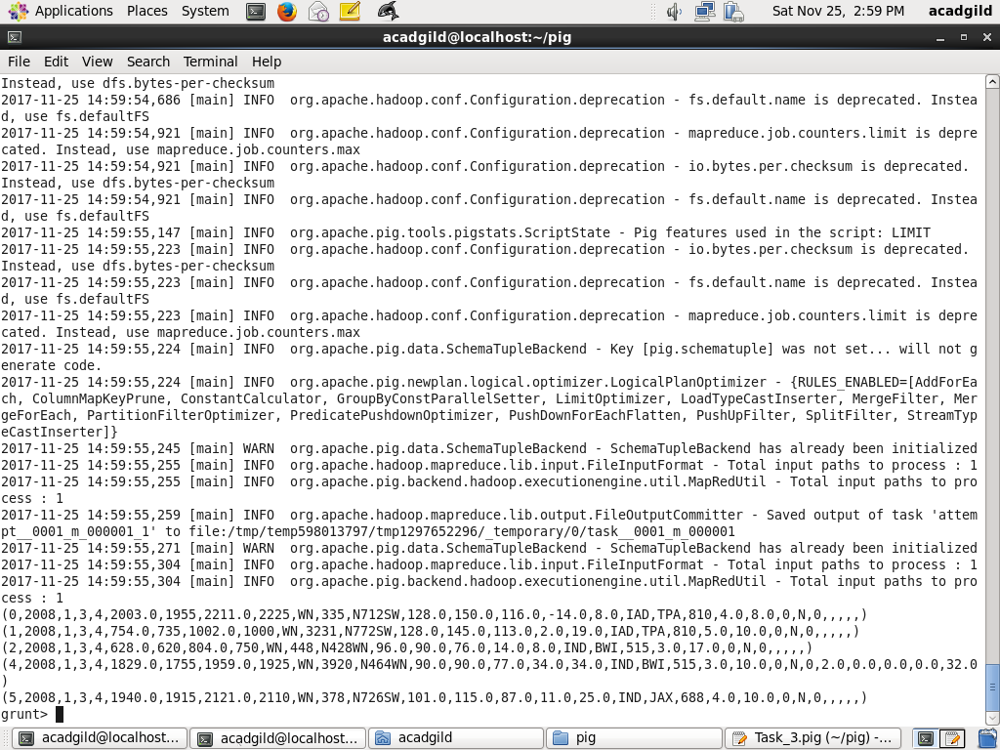 Applications Places System Sat Nov 25, 2:59 PM acadgild
acadgild@localhost:~/pig
File Edit View Search Terminal Help
Instead, use dfs.bytes-per-checksum
2017-11-25 14:59:54,686 [main] INFO  org.apache.hadoop.conf.Configuration.deprecation - fs.default.name is deprecated. Instea
d, use fs.defaultFS
2017-11-25 14:59:54,921 [main] INFO  org.apache.hadoop.conf.Configuration.deprecation - mapreduce.job.counters.limit is depre
cated. Instead, use mapreduce.job.counters.max
2017-11-25 14:59:54,921 [main] INFO  org.apache.hadoop.conf.Configuration.deprecation - io.bytes.per.checksum is deprecated.
Instead, use dfs.bytes-per-checksum
2017-11-25 14:59:54,921 [main] INFO  org.apache.hadoop.conf.Configuration.deprecation - fs.default.name is deprecated. Instea
d, use fs.defaultFS
2017-11-25 14:59:55,147 [main] INFO  org.apache.pig.tools.pigstats.ScriptState - Pig features used in the script: LIMIT
2017-11-25 14:59:55,223 [main] INFO  org.apache.hadoop.conf.Configuration.deprecation - io.bytes.per.checksum is deprecated.
Instead, use dfs.bytes-per-checksum
2017-11-25 14:59:55,223 [main] INFO  org.apache.hadoop.conf.Configuration.deprecation - fs.default.name is deprecated. Instea
d, use fs.defaultFS
2017-11-25 14:59:55,223 [main] INFO  org.apache.hadoop.conf.Configuration.deprecation - mapreduce.job.counters.limit is depre
cated. Instead, use mapreduce.job.counters.max
2017-11-25 14:59:55,224 [main] INFO  org.apache.pig.data.SchemaTupleBackend - Key [pig.schematuple] was not set... will not g
enerate code.
2017-11-25 14:59:55,224 [main] INFO  org.apache.pig.newplan.logical.optimizer.LogicalPlanOptimizer - {RULES_ENABLED=[AddForEa
ch, ColumnMapKeyPrune, ConstantCalculator, GroupByConstParallelSetter, LimitOptimizer, LoadTypeCastInserter, MergeFilter, Mer
geForEach, PartitionFilterOptimizer, PredicatePushdownOptimizer, PushDownForEachFlatten, PushUpFilter, SplitFilter, StreamTyp
eCastInserter]}
2017-11-25 14:59:55,245 [main] WARN  org.apache.pig.data.SchemaTupleBackend - SchemaTupleBackend has already been initialized
2017-11-25 14:59:55,255 [main] INFO  org.apache.hadoop.mapreduce.lib.input.FileInputFormat - Total input paths to process : 1
2017-11-25 14:59:55,255 [main] INFO  org.apache.pig.backend.hadoop.executionengine.util.MapRedUtil - Total input paths to pro
cess : 1
2017-11-25 14:59:55,259 [main] INFO  org.apache.hadoop.mapreduce.lib.output.FileOutputCommitter - Saved output of task 'attem
pt__0001_m_000001_1' to file:/tmp/temp598013797/tmp1297652296/_temporary/0/task__0001_m_000001
2017-11-25 14:59:55,271 [main] WARN  org.apache.pig.data.SchemaTupleBackend - SchemaTupleBackend has already been initialized
2017-11-25 14:59:55,304 [main] INFO  org.apache.hadoop.mapreduce.lib.input.FileInputFormat - Total input paths to process : 1
2017-11-25 14:59:55,304 [main] INFO  org.apache.pig.backend.hadoop.executionengine.util.MapRedUtil - Total input paths to pro
cess : 1
(0,2008,1,3,4,2003.0,1955,2211.0,2225,WN,335,N712SW,128.0,150.0,116.0,-14.0,8.0,IAD,TPA,810,4.0,8.0,0,N,0,,,,,)
(1,2008,1,3,4,754.0,735,1002.0,1000,WN,3231,N772SW,128.0,145.0,113.0,2.0,19.0,IAD,TPA,810,5.0,10.0,0,N,0,,,,,)
(2,2008,1,3,4,628.0,620,804.0,750,WN,448,N428WN,96.0,90.0,76.0,14.0,8.0,IND,BWI,515,3.0,17.0,0,N,0,,,,,)
(4,2008,1,3,4,1829.0,1755,1959.0,1925,WN,3920,N464WN,90.0,90.0,77.0,34.0,34.0,IND,BWI,515,3.0,10.0,0,N,0,2.0,0.0,0.0,0.0,32.0
)
(5,2008,1,3,4,1940.0,1915,2121.0,2110,WN,378,N726SW,101.0,115.0,87.0,11.0,25.0,IND,JAX,688,4.0,10.0,0,N,0,,,,,)
grunt>
acadgild@localhost... acadgild@localhost... acadgild pig Task_3.pig (~/pig) -...